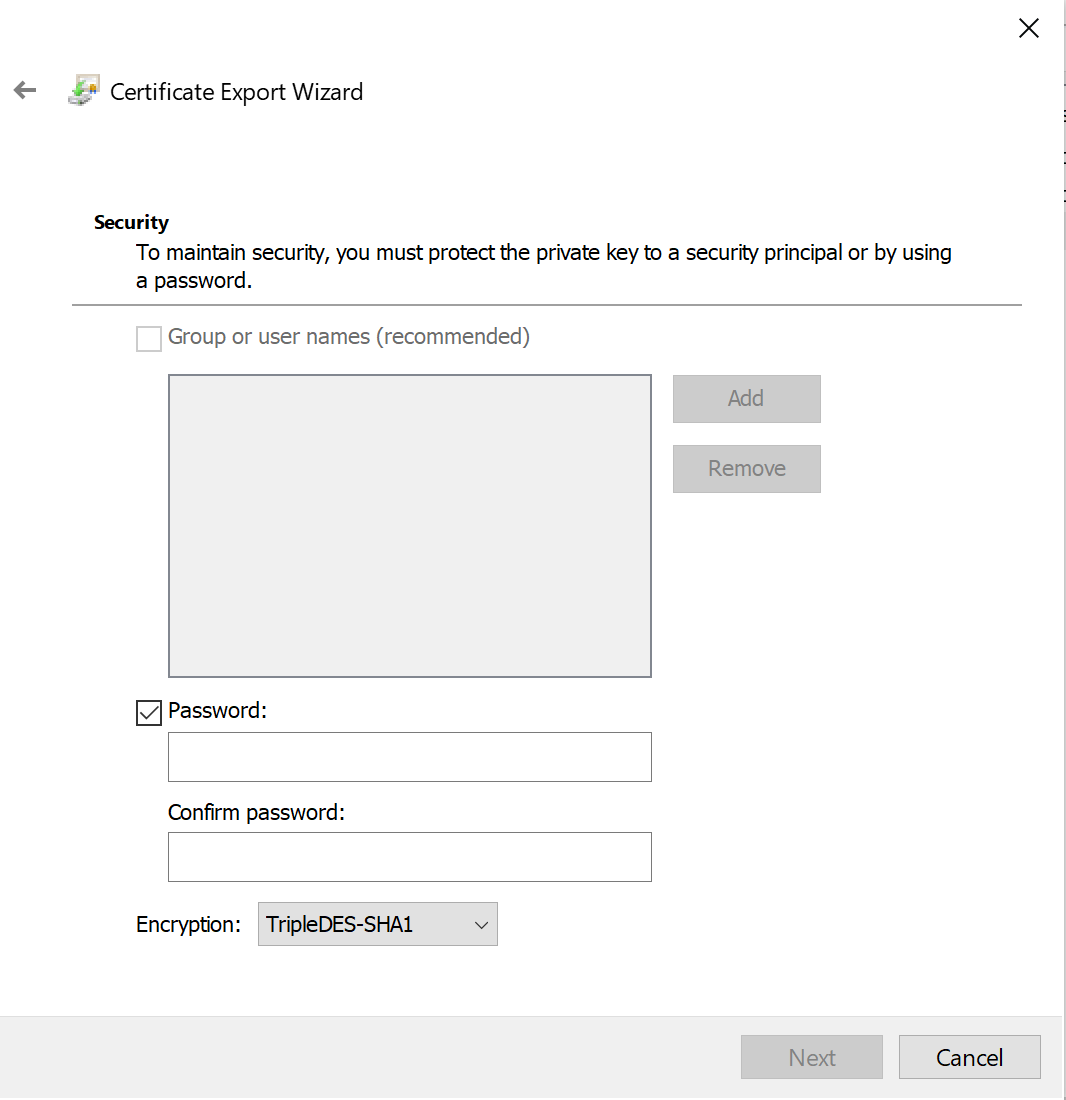 Certificate Export Wizard
Security
To maintain security, you must protect the private key to a security principal or by using
a password.
Group or user names (recommended)
Add
Remove
Password:
Confirm password:
Encryption: TripleDES-SHA1
Next Cancel